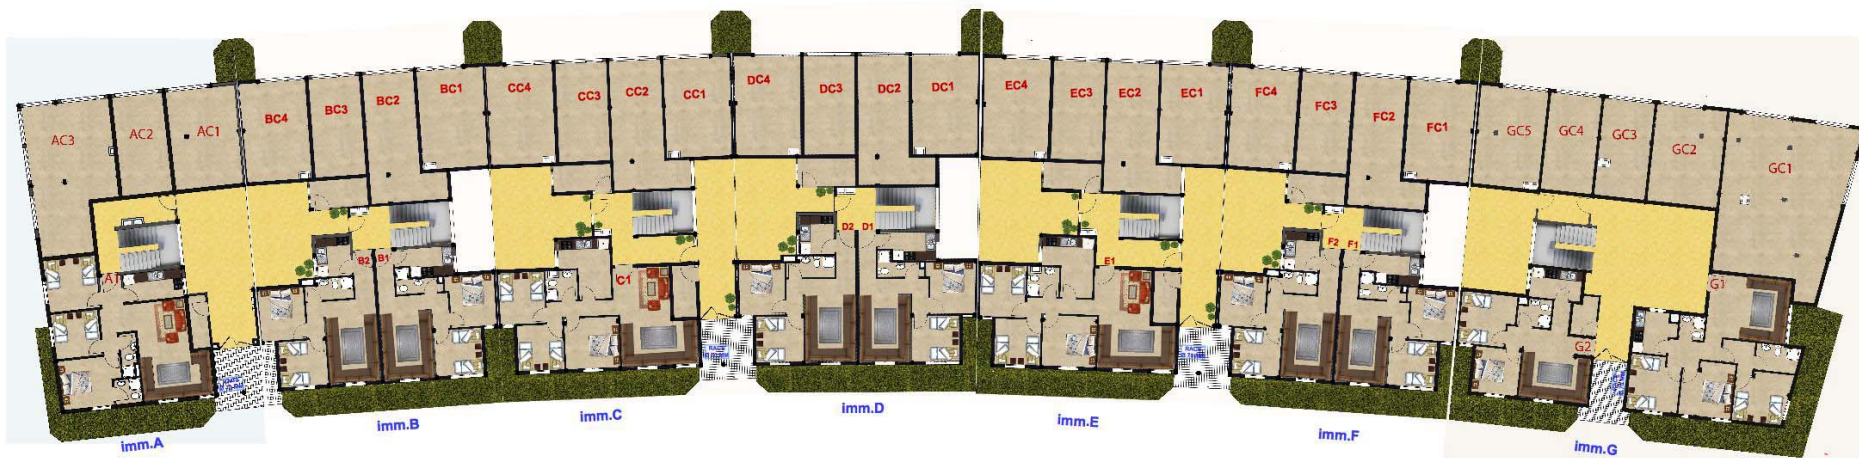 AC3
AC2
AC1
BC4
BC3
BC2
BC1
CC4
CC3
CC2
CC1
DC4
DC3
DC2
DC1
EC4
EC3
EC2
EC1
FC4
FC3
FC2
FC1
GC5
GC4
GC3
GC2
GC1
A1
B2
B1
C1
D2
D1
E1
F2
F1
G2
G1
imm.A
imm.B
imm.C
imm.D
imm.E
imm.F
imm.G